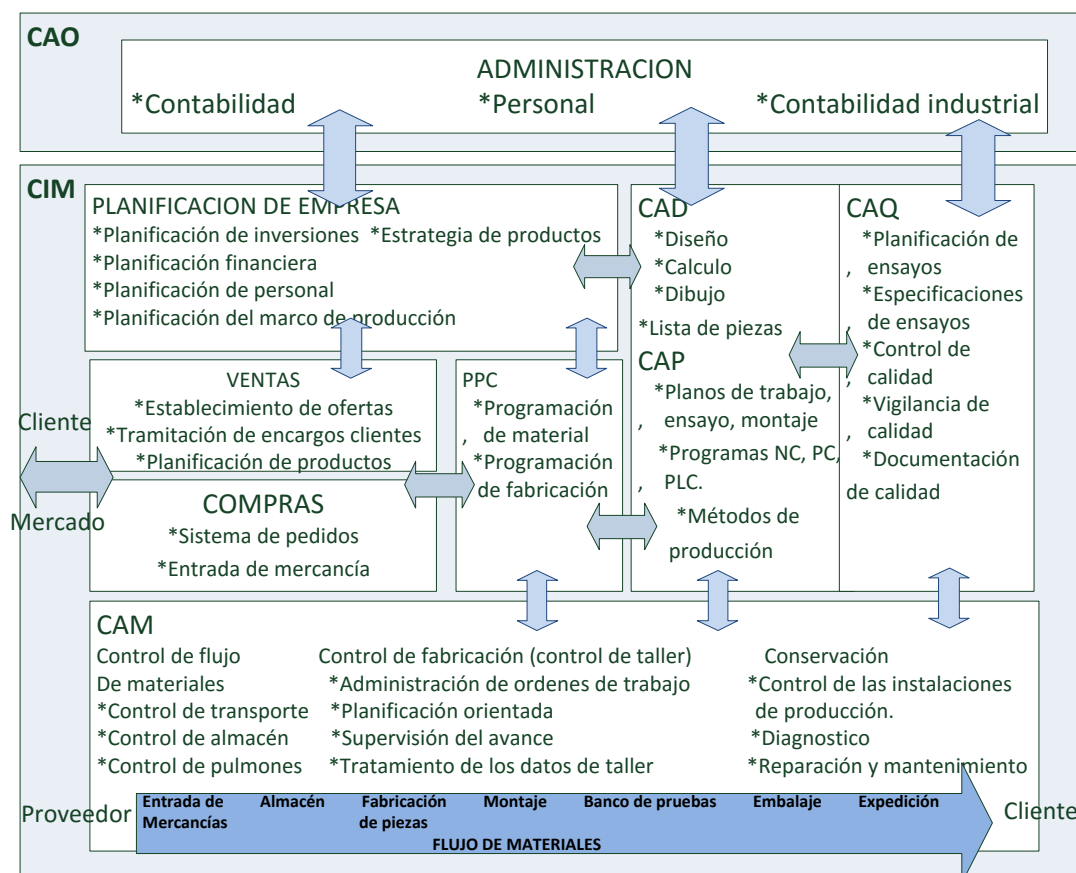 CAO
ADMINISTRACION
*Contabilidad *Personal *Contabilidad industrial
CIM
PLANIFICACION DE EMPRESA
*Planificación de inversiones *Estrategia de productos
*Planificación financiera
*Planificación de personal
*Planificación del marco de producción
CAD
*Diseño
*Calculo
*Dibujo
*Lista de piezas
CAP
*Planos de trabajo,
, ensayo, montaje
*Programas NC, PC,
, PLC.
*Métodos de
producción
CAQ
*Planificación de
, ensayos
*Especificaciones
, de ensayos
*Control de
, calidad
*Vigilancia de
, calidad
*Documentación
de calidad
VENTAS
*Establecimiento de ofertas
*Tramitación de encargos clientes
*Planificación de productos
Cliente
Mercado
COMPRAS
*Sistema de pedidos
*Entrada de mercancía
PPC
*Programación
, de material
*Programación
de fabricación
CAM
Control de flujo
De materiales
*Control de transporte
*Control de almacén
*Control de pulmones
Control de fabricación (control de taller)
*Administración de ordenes de trabajo
*Planificación orientada
*Supervisión del avance
*Tratamiento de los datos de taller
Conservación
*Control de las instalaciones
de producción.
*Diagnostico
*Reparación y mantenimiento
Proveedor
Entrada de
Mercancías
Almacén
Fabricación
de piezas
Montaje
Banco de pruebas
Embalaje
Expedición
Cliente
FLUJO DE MATERIALES